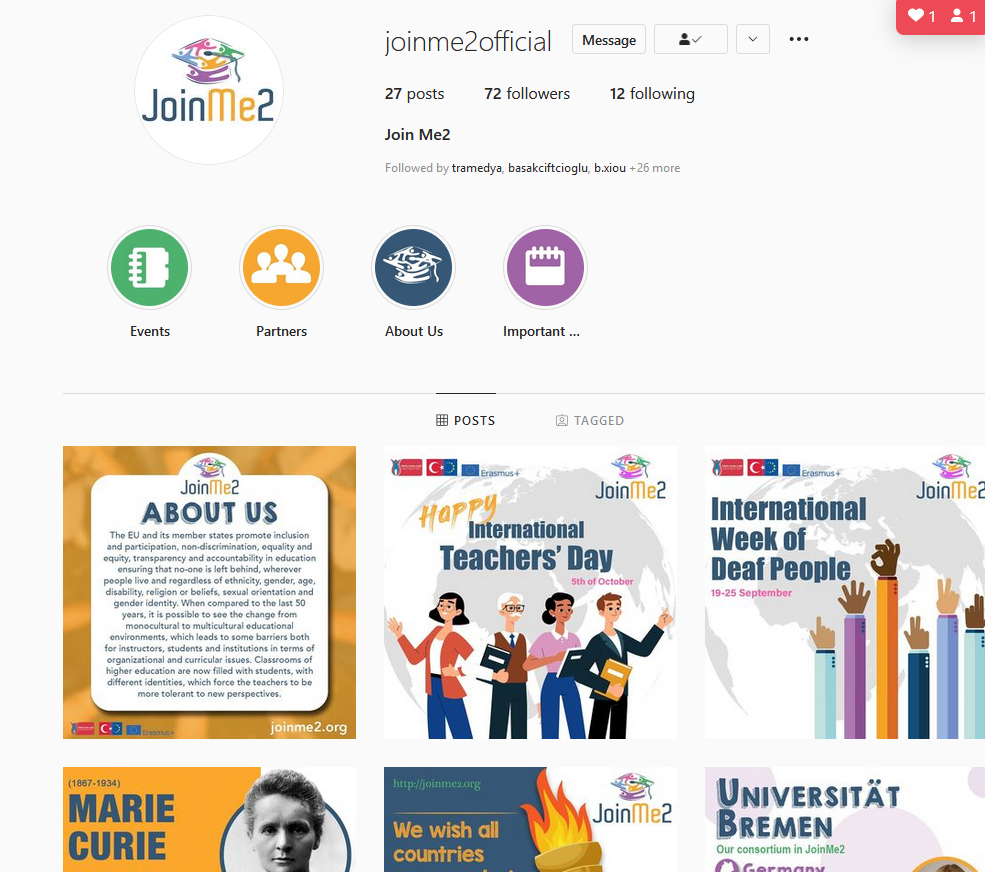 1 1
joinme2official Message
27 posts 72 followers 12 following
Join Me2
Followed by tramedya, basakciftcioglu, b.xiou +26 more
JoinMe2
Events Partners About Us Important ...
POSTS TAGGED
JoinMe2
ABOUT US
The EU and its member states promote inclusion
and participation, non-discrimination, equality and
equity, transparency and accountability in education
ensuring that no-one is left behind, wherever
people live and regardless of ethnicity, gender, age,
disability, religion or beliefs, sexual orientation and
gender identity. When compared to the last 50
years, it is possible to see the change from
monocultural to multicultural educational
environments, which leads to some barriers both
for instructors, students and institutions in terms of
organizational and curricular issues. Classrooms of
higher education are now filled with students, with
different identities, which force the teachers to be
more tolerant to new perspectives.
Erasmus+
joinme2.org
Erasmus+
JoinMe2
Happy
International
Teachers' Day
5th of October
Erasmus+
JoinMe2
International
Week of
Deaf People
19-25 September
(1867-1934)
MARIE
CURIE
http://joinme2.org
JoinMe2
We wish all
countries
UNIVERSITÄT
BREMEN
Our consortium in JoinMe2
Germany